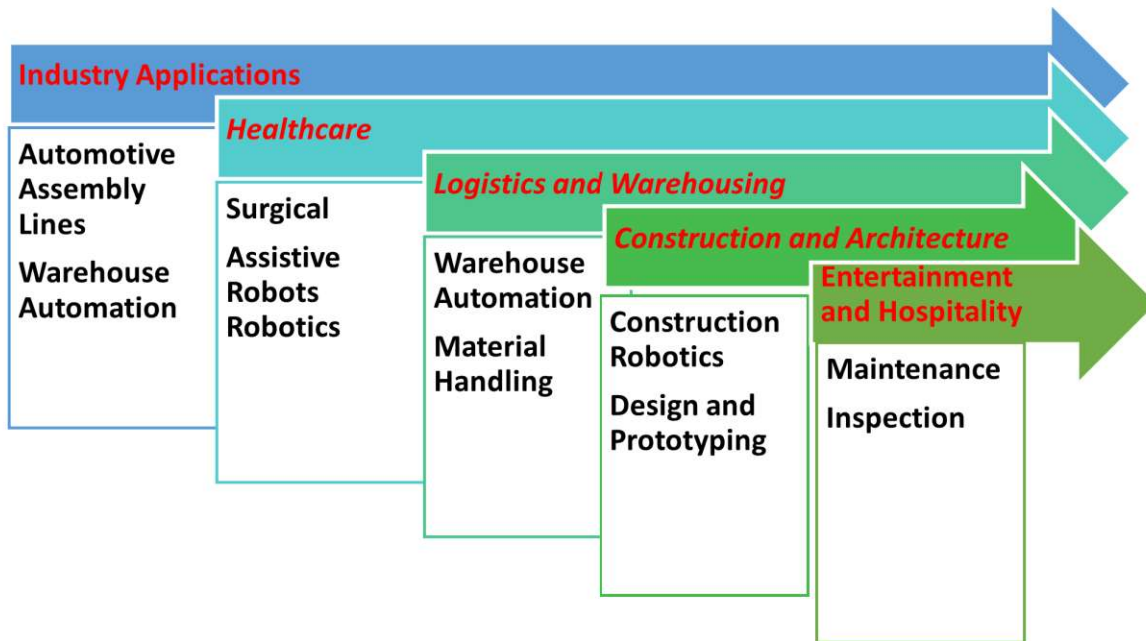 Industry Applications
Automotive
Assembly
Lines
Warehouse
Automation
Healthcare
Surgical
Assistive
Robots
Robotics
Logistics and Warehousing
Warehouse
Automation
Material
Handling
Construction and Architecture
Construction
Robotics
Design and
Prototyping
Entertainment
and Hospitality
Maintenance
Inspection